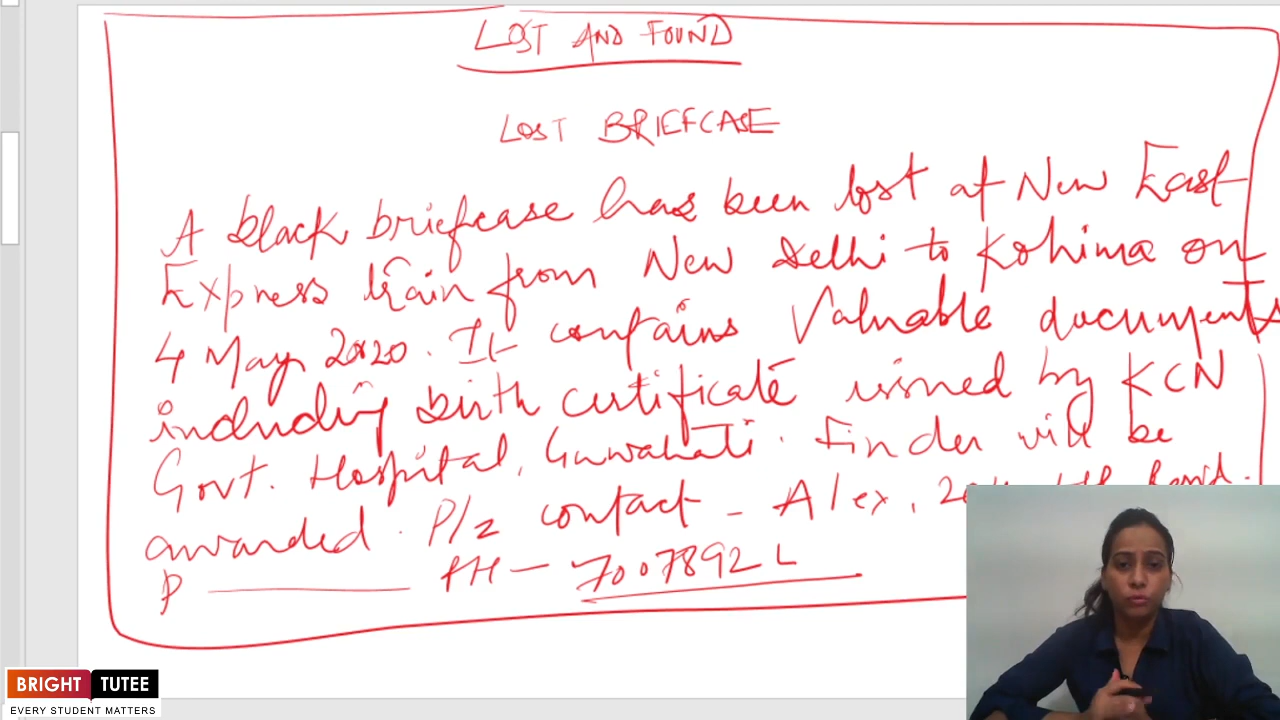 LOST AND FOUND
LOST BRIEFCASE
A black briefcase has been lost at New East
Express train from New Delhi to Kohima on
4 May 2020. It contains Valuable documents
including birth certificate issued by KCN
Govt. Hospital, Guwahati. Finder will be
awarded. Plz contact - Alex,
P PH - 7007892
BRIGHT TUTEE
EVERY STUDENT MATTERS